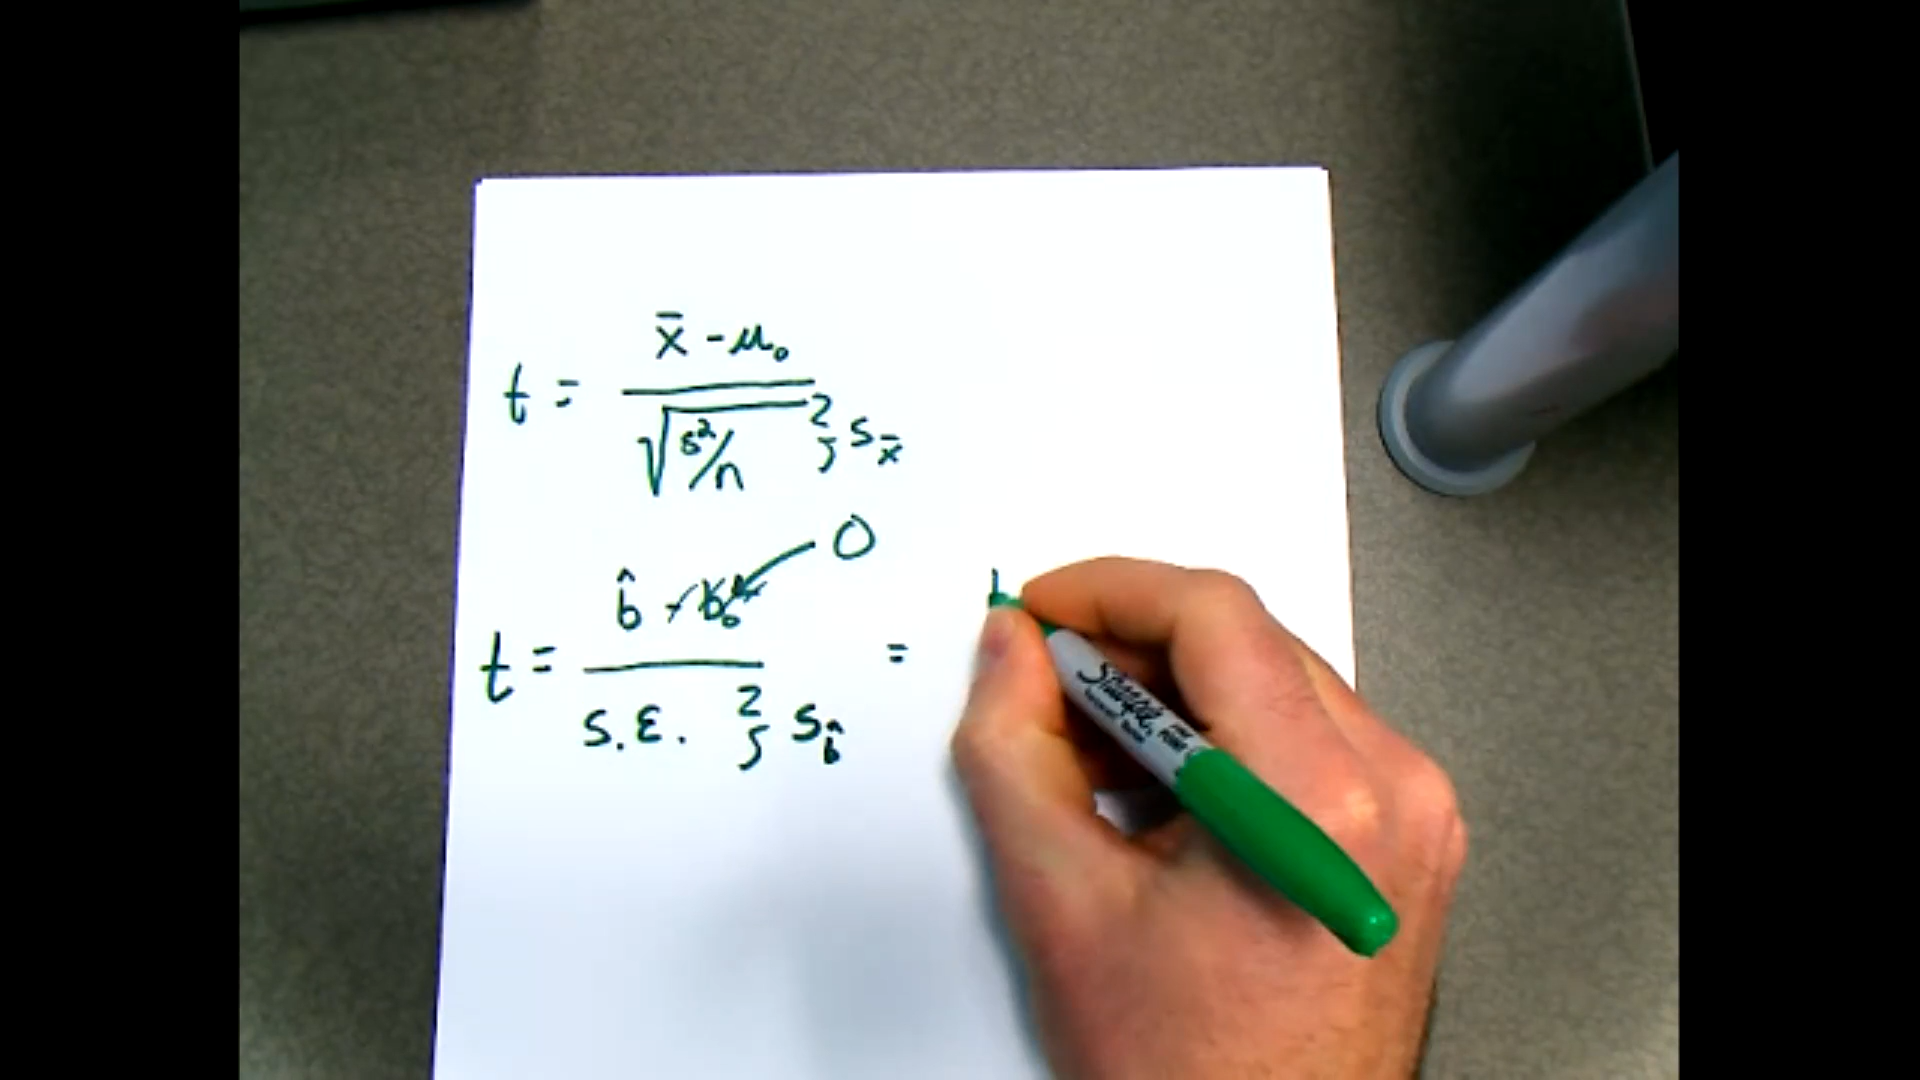 t = x̄ - μ₀
√s²/n } s_x̄
0
t = b̂ - b₀ =
S.E. } s_b̂
Sharpie